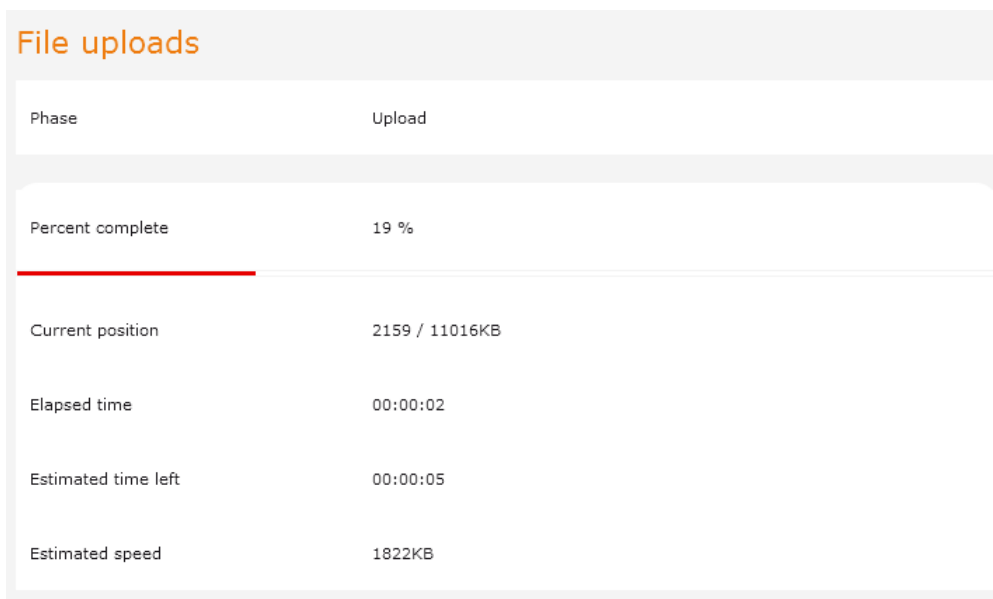 File uploads
Phase Upload
Percent complete 19 %
Current position 2159 / 11016KB
Elapsed time 00:00:02
Estimated time left 00:00:05
Estimated speed 1822KB